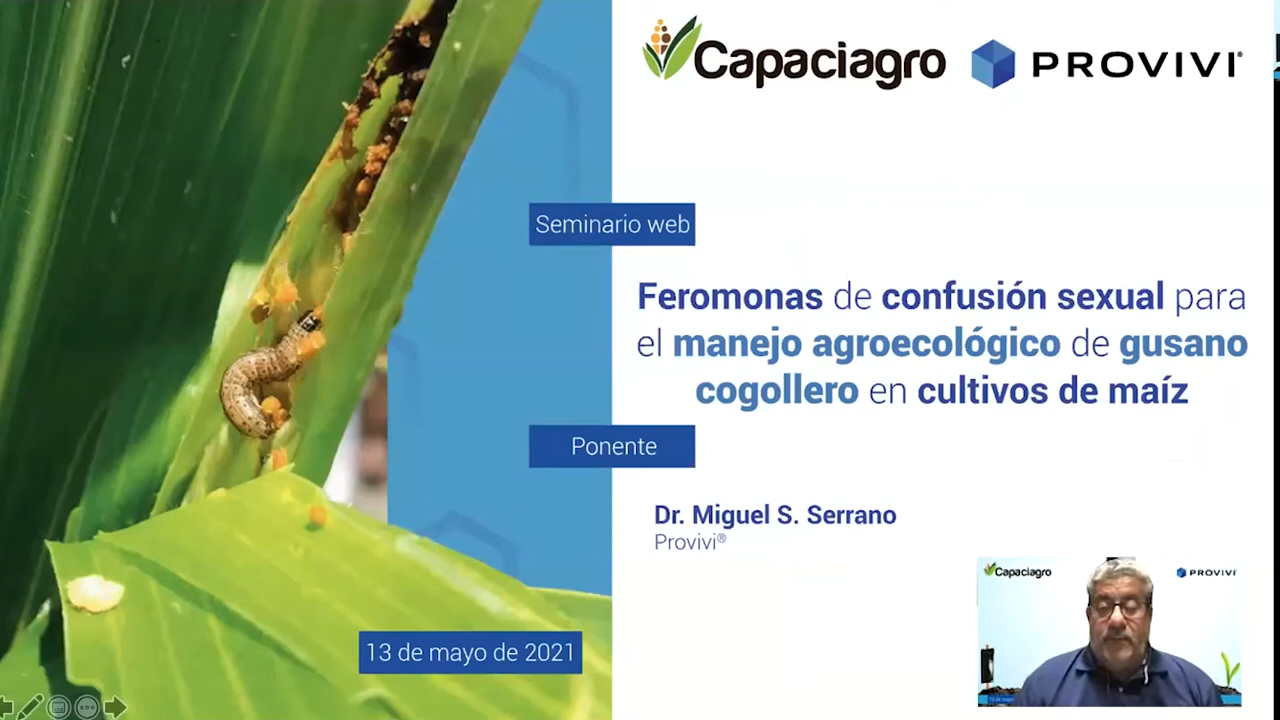 Capaciagro
PROVIVI®
Seminario web
Feromonas de confusión sexual para
el manejo agroecológico de gusano
cogollero en cultivos de maíz
Ponente
Dr. Miguel S. Serrano
Provivi®
13 de mayo de 2021
Capaciagro
PROVIVI